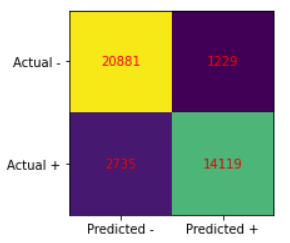 Actual - 20881 1229
Actual + 2735 14119
Predicted - Predicted +